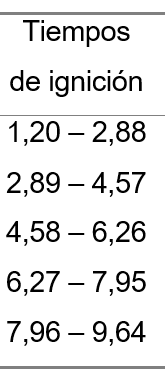 Tiempos
de ignición
1,20 – 2,88
2,89 – 4,57
4,58 – 6,26
6,27 – 7,95
7,96 – 9,64